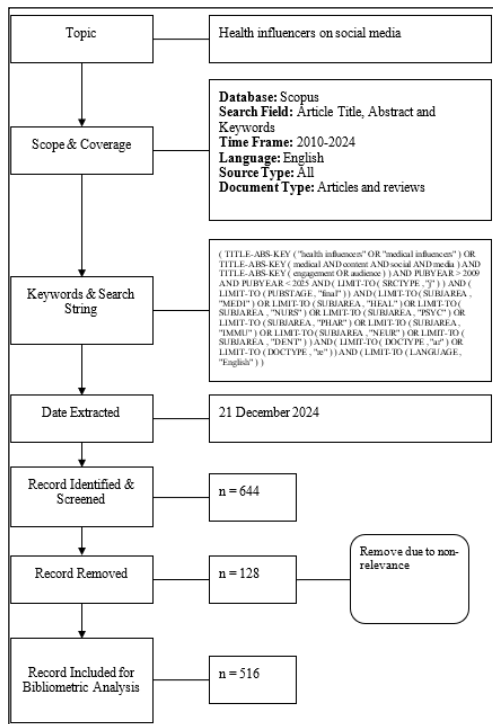 Topic
Health influencers on social media
Scope & Coverage
Database: Scopus
Search Field: Article Title, Abstract and
Keywords
Time Frame: 2010-2024
Language: English
Source Type: All
Document Type: Articles and reviews
Keywords & Search
String
( TITLE-ABS-KEY ( "health influencers" OR "medical influencers" ) OR
TITLE-ABS-KEY ( medical AND content AND social AND media ) AND
TITLE-ABS-KEY ( engagement OR audience ) ) AND PUBYEAR > 2009
AND PUBYEAR < 2025 AND ( LIMIT-TO ( SRCTYPE , "j" ) ) AND (
LIMIT-TO ( PUBSTAGE , "final" ) ) AND ( LIMIT-TO ( SUBJAREA ,
"MEDI" ) OR LIMIT-TO ( SUBJAREA , "HEAL" ) OR LIMIT-TO (
SUBJAREA , "NURS" ) OR LIMIT-TO ( SUBJAREA , "PSYC" ) OR
LIMIT-TO ( SUBJAREA , "PHAR" ) OR LIMIT-TO ( SUBJAREA ,
"IMMU" ) OR LIMIT-TO ( SUBJAREA , "NEUR" ) OR LIMIT-TO (
SUBJAREA , "DENT" ) ) AND ( LIMIT-TO ( DOCTYPE , "ar" ) OR
LIMIT-TO ( DOCTYPE , "re" ) ) AND ( LIMIT-TO ( LANGUAGE ,
"English" ) )
Date Extracted
21 December 2024
Record Identified &
Screened
n = 644
Record Removed
n = 128
Remove due to non-
relevance
Record Included for
Bibliometric Analysis
n = 516